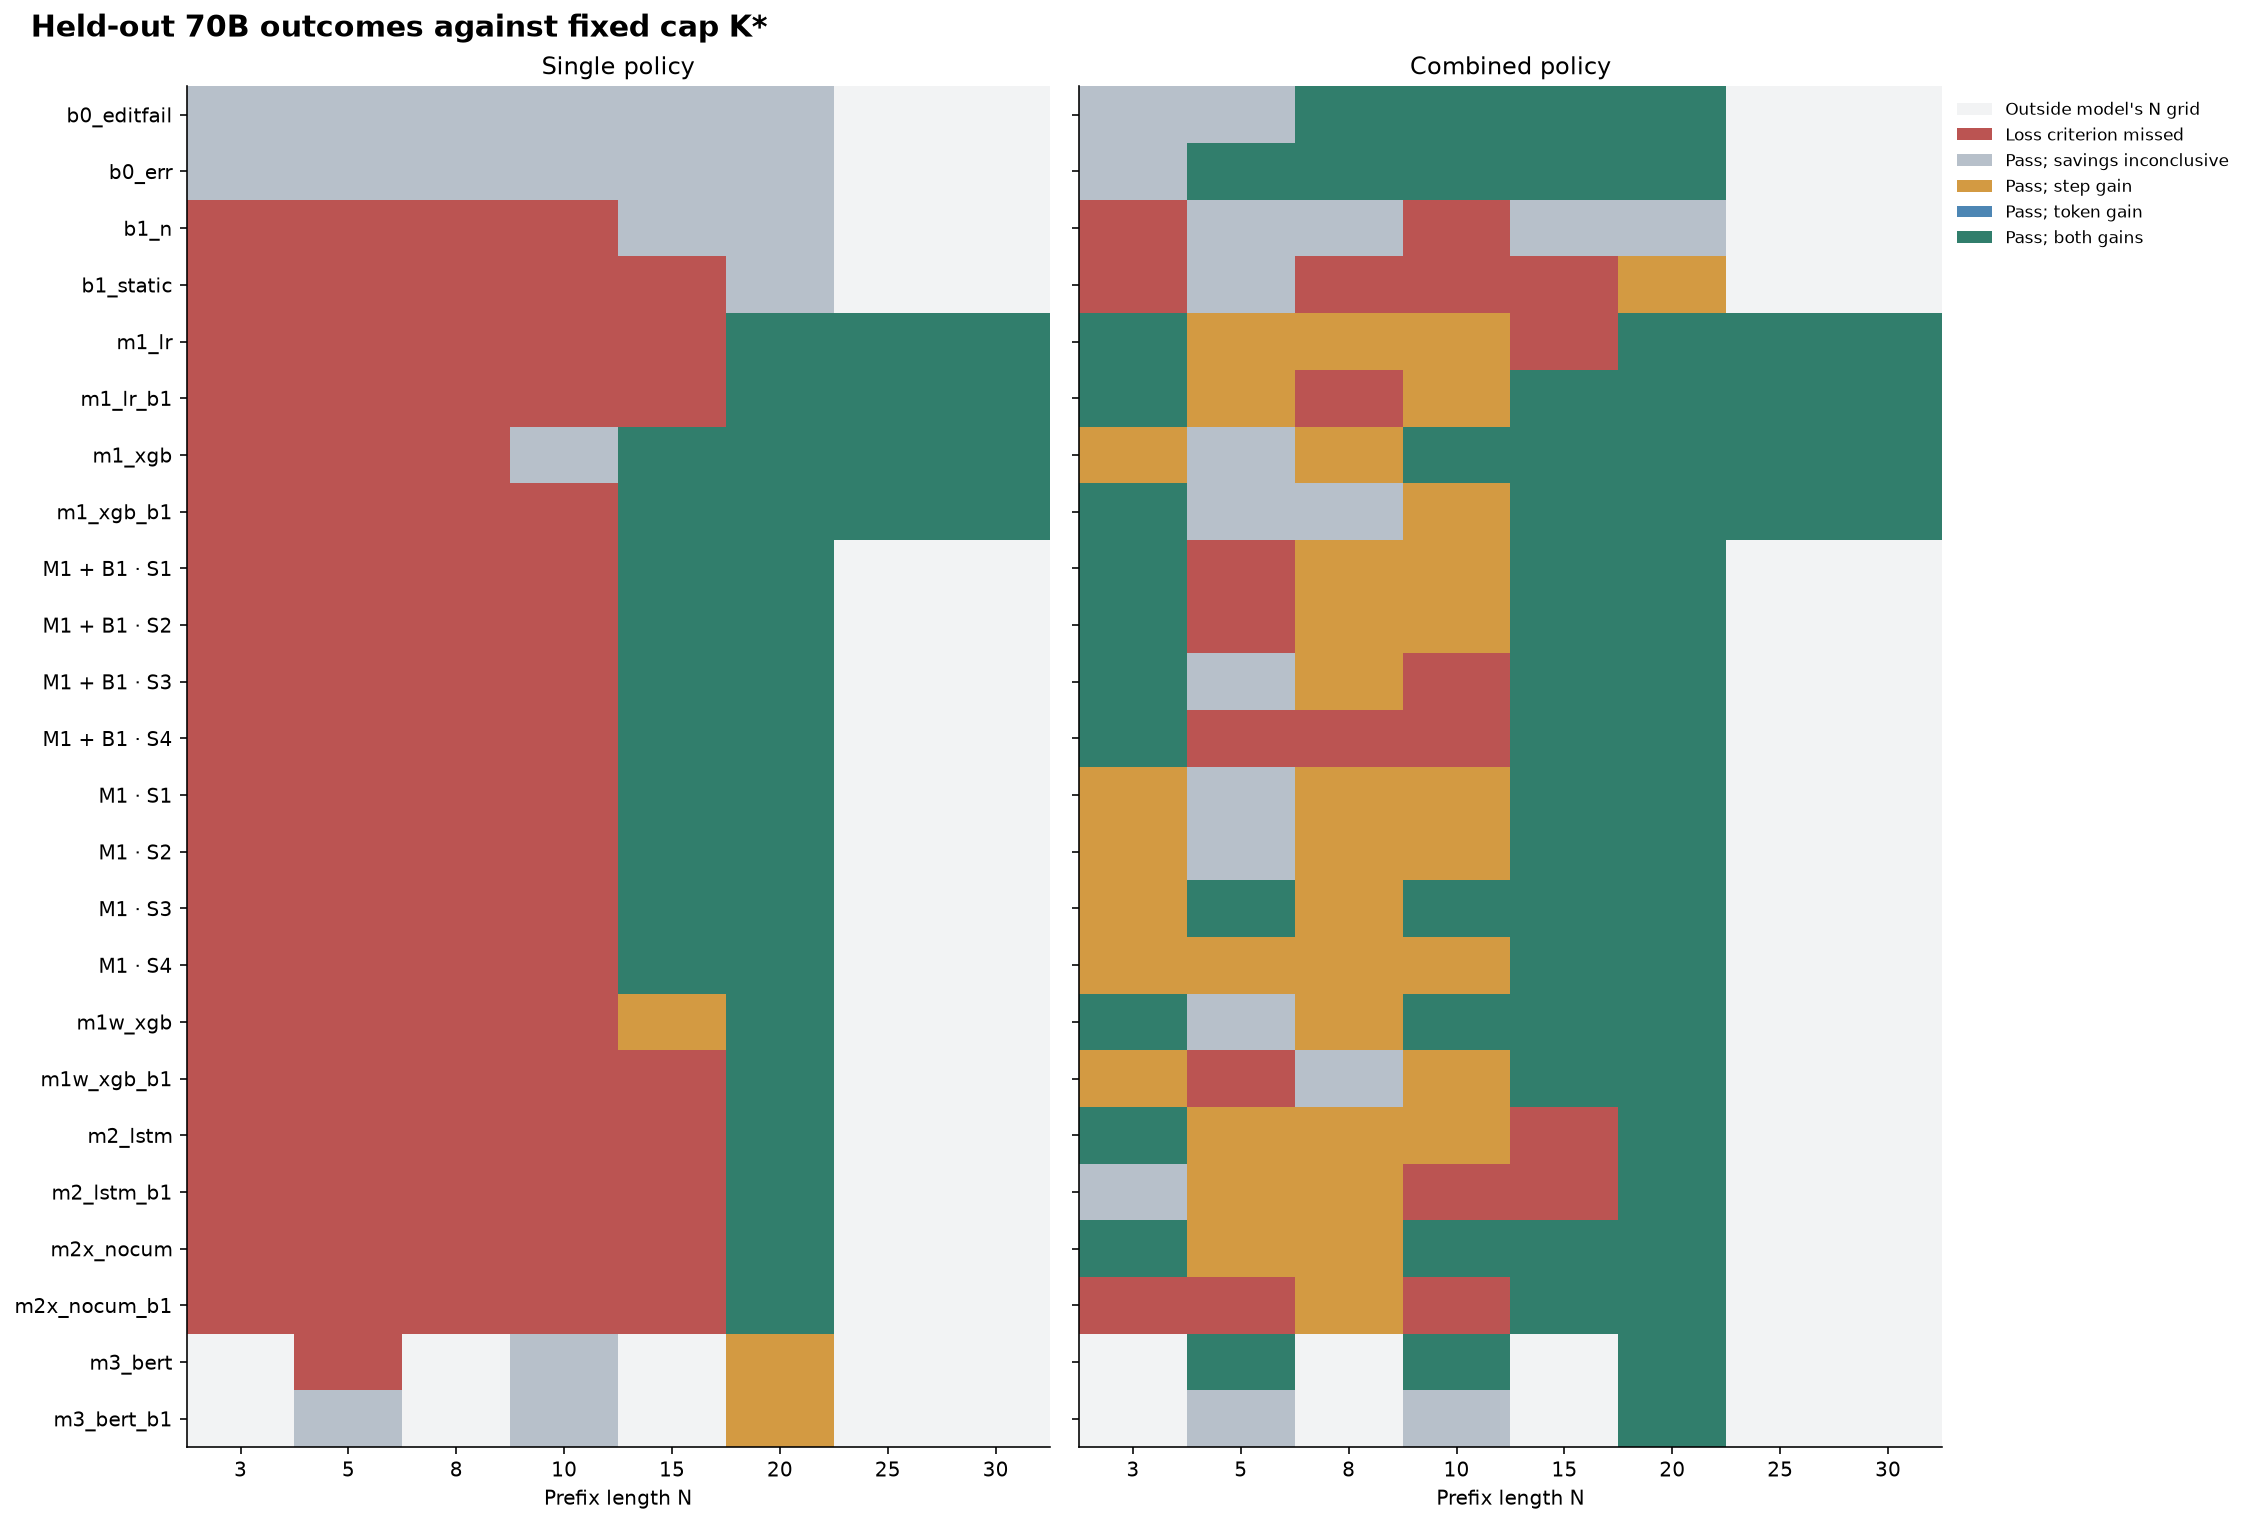 Held-out 70B outcomes against fixed cap K*
Single policy
Combined policy
b0_editfail
b0_err
b1_n
b1_static
m1_lr
m1_lr_b1
m1_xgb
m1_xgb_b1
M1 + B1 · S1
M1 + B1 · S2
M1 + B1 · S3
M1 + B1 · S4
M1 · S1
M1 · S2
M1 · S3
M1 · S4
m1w_xgb
m1w_xgb_b1
m2_lstm
m2_lstm_b1
m2x_nocum
m2x_nocum_b1
m3_bert
m3_bert_b1
3 5 8 10 15 20 25 30
Prefix length N
3 5 8 10 15 20 25 30
Prefix length N
Outside model's N grid
Loss criterion missed
Pass; savings inconclusive
Pass; step gain
Pass; token gain
Pass; both gains